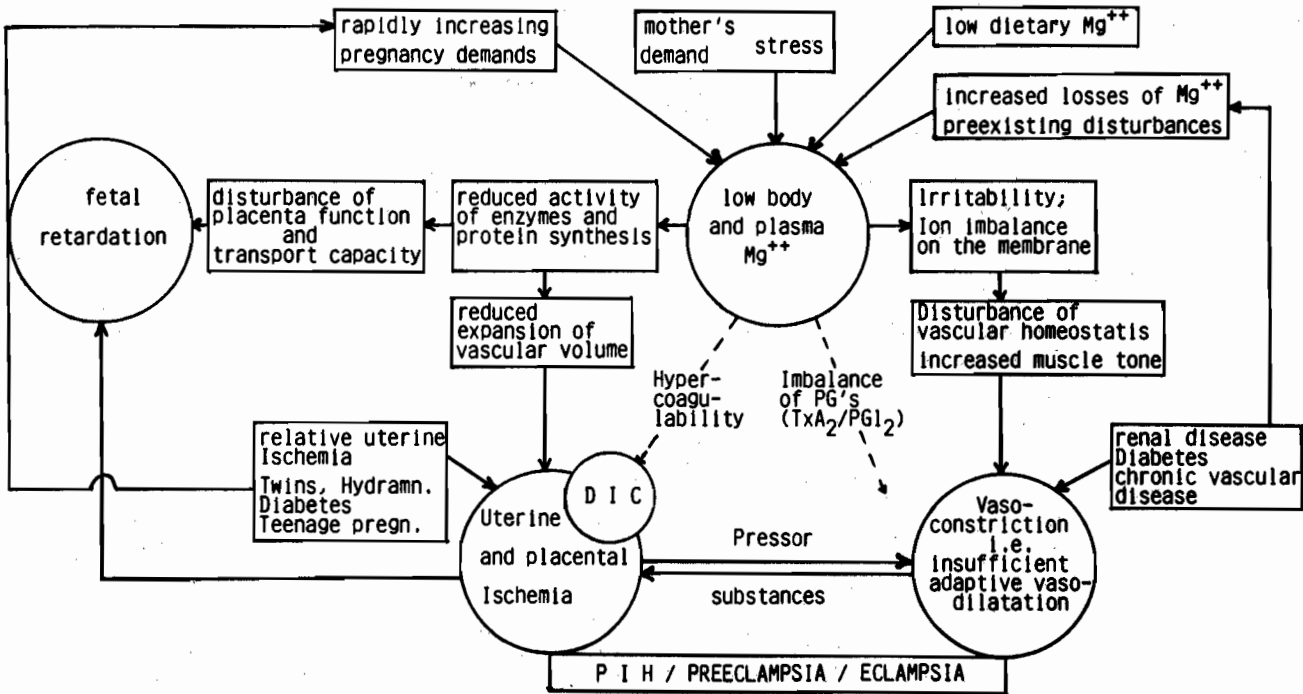 rapidly increasing
pregnancy demands
mother's
demand stress
low dietary Mg++
increased losses of Mg++
preexisting disturbances
fetal
retardation
disturbance of
placenta function
and
transport capacity
reduced activity
of enzymes and
protein synthesis
low body
and plasma
Mg++
Irritability;
Ion imbalance
on the membrane
reduced
expansion of
vascular volume
Disturbance of
vascular homeostatis
increased muscle tone
Hyper-
coagu-
lability
Imbalance
of PG's
(TxA2/PGI2)
relative uterine
Ischemia
Twins, Hydramn.
Diabetes
Teenage pregn.
renal disease
Diabetes
chronic vascular
disease
D I C
Uterine
and placental
Ischemia
Pressor
substances
Vaso-
constriction
i.e.
insufficient
adaptive vaso-
dilatation
P I H / PREECLAMPSIA / ECLAMPSIA